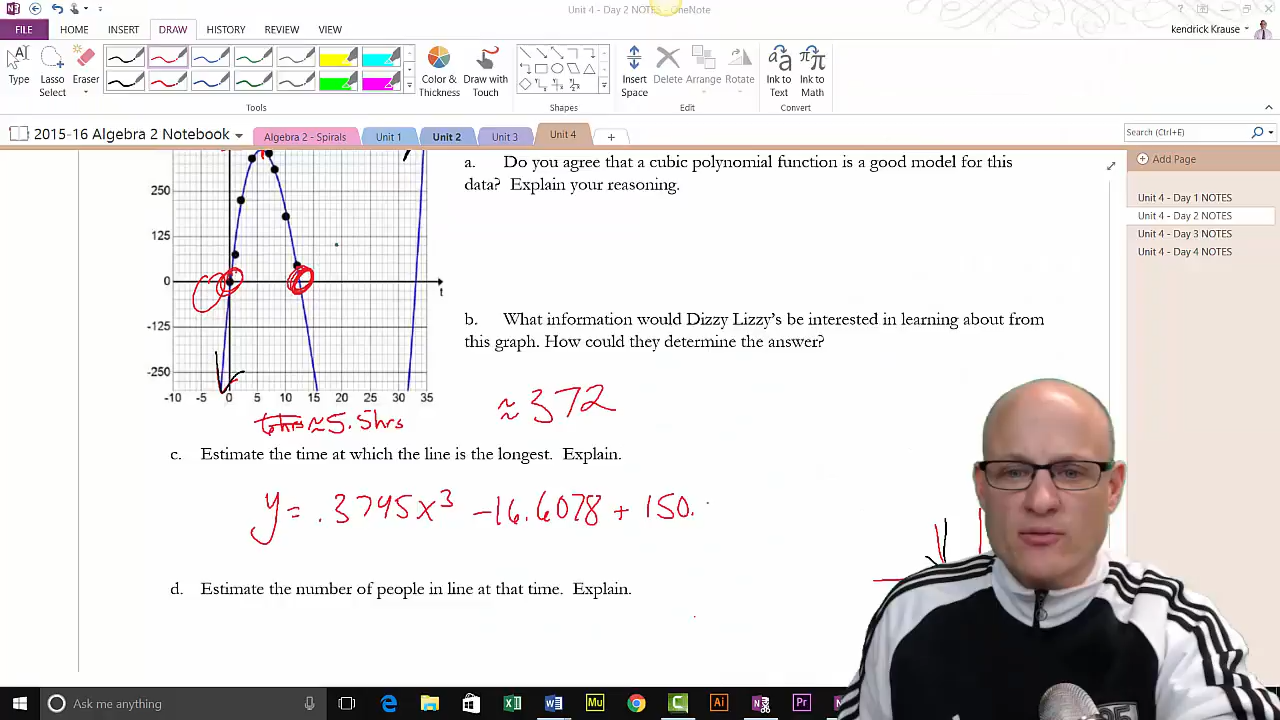 Unit 4 - Day 2 NOTES - OneNote
kendrick Krause
FILE HOME INSERT DRAW HISTORY REVIEW VIEW
Type
Lasso Select
Eraser
Color & Thickness
Draw with Touch
Insert Space
Delete
Arrange
Rotate
Ink to Text
Ink to Math
Tools Shapes Edit Convert
2015-16 Algebra 2 Notebook
Algebra 2 - Spirals
Unit 1
Unit 2
Unit 3
Unit 4
Search (Ctrl+E)
Add Page
Unit 4 - Day 1 NOTES
Unit 4 - Day 2 NOTES
Unit 4 - Day 3 NOTES
Unit 4 - Day 4 NOTES
250
125
0
-125
-250
-10 -5 0 5 10 15 20 25 30 35
t
a. Do you agree that a cubic polynomial function is a good model for this
data? Explain your reasoning.
b. What information would Dizzy Lizzy's be interested in learning about from
this graph. How could they determine the answer?
≈ 372
≈5.5hrs
c. Estimate the time at which the line is the longest. Explain.
y = .3795x³ -16.6078 + 150.
d. Estimate the number of people in line at that time. Explain.
Ask me anything